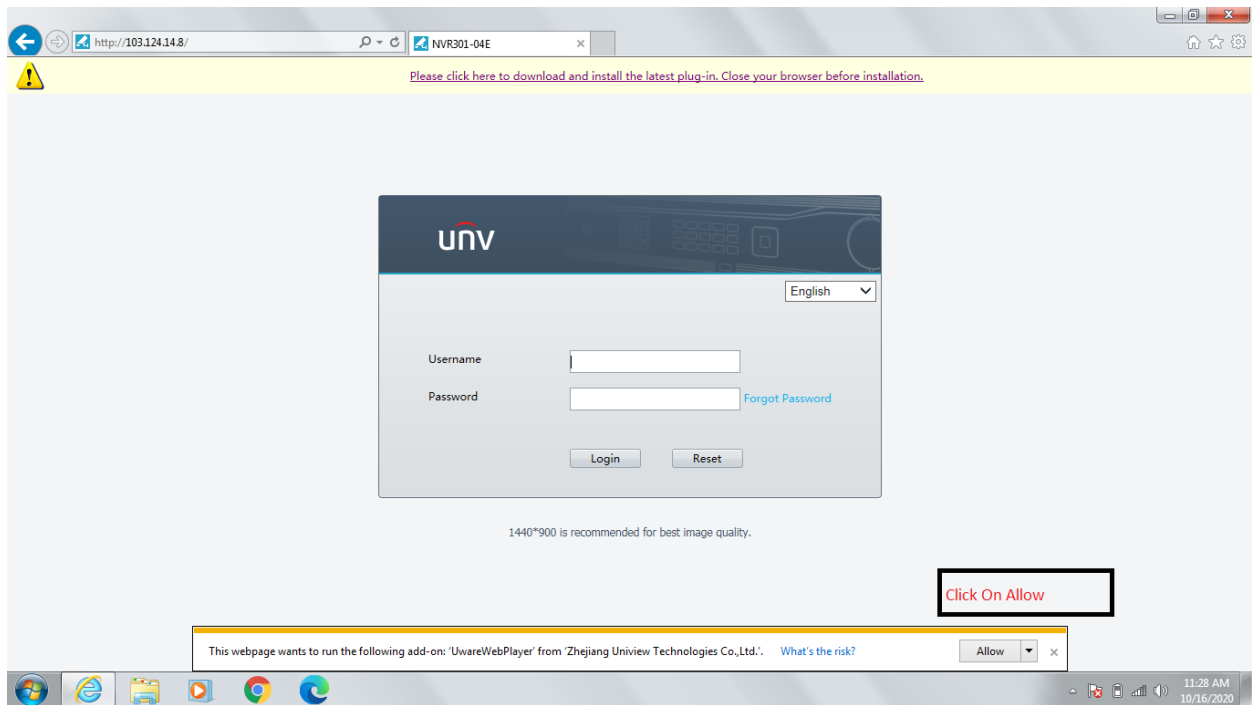 http://103.124.14.8/
NVR301-04E
Please click here to download and install the latest plug-in. Close your browser before installation.
unv
English
Username
Password
Forgot Password
Login
Reset
1440*900 is recommended for best image quality.
Click On Allow
This webpage wants to run the following add-on: 'UwareWebPlayer' from 'Zhejiang Uniview Technologies Co.,Ltd.'.
What's the risk?
Allow
11:28 AM
10/16/2020